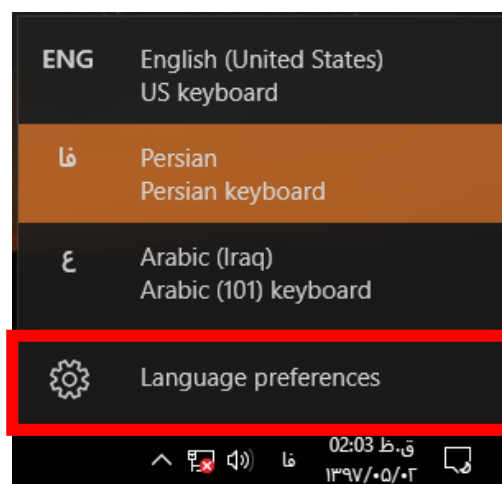 ENG English (United States)
US keyboard
فا Persian
Persian keyboard
ع Arabic (Iraq)
Arabic (101) keyboard
Language preferences
فا
02:03 ق.ظ
۱۳۹۷/۰۵/۰۲